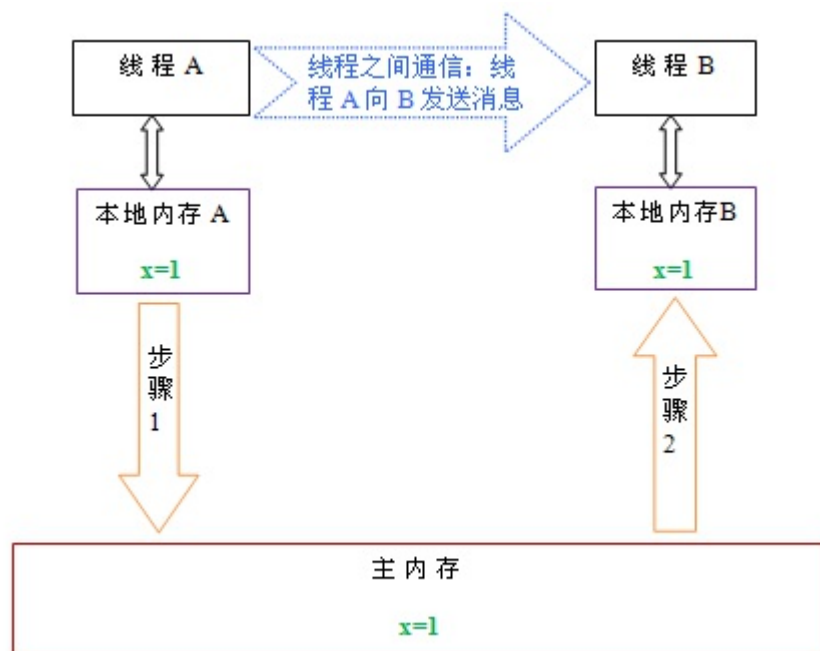 线程 A
线程之间通信：线
程 A 向 B 发送消息
线程 B
本地内存 A
x=1
本地内存B
x=1
步
骤
1
步
骤
2
主内存
x=1